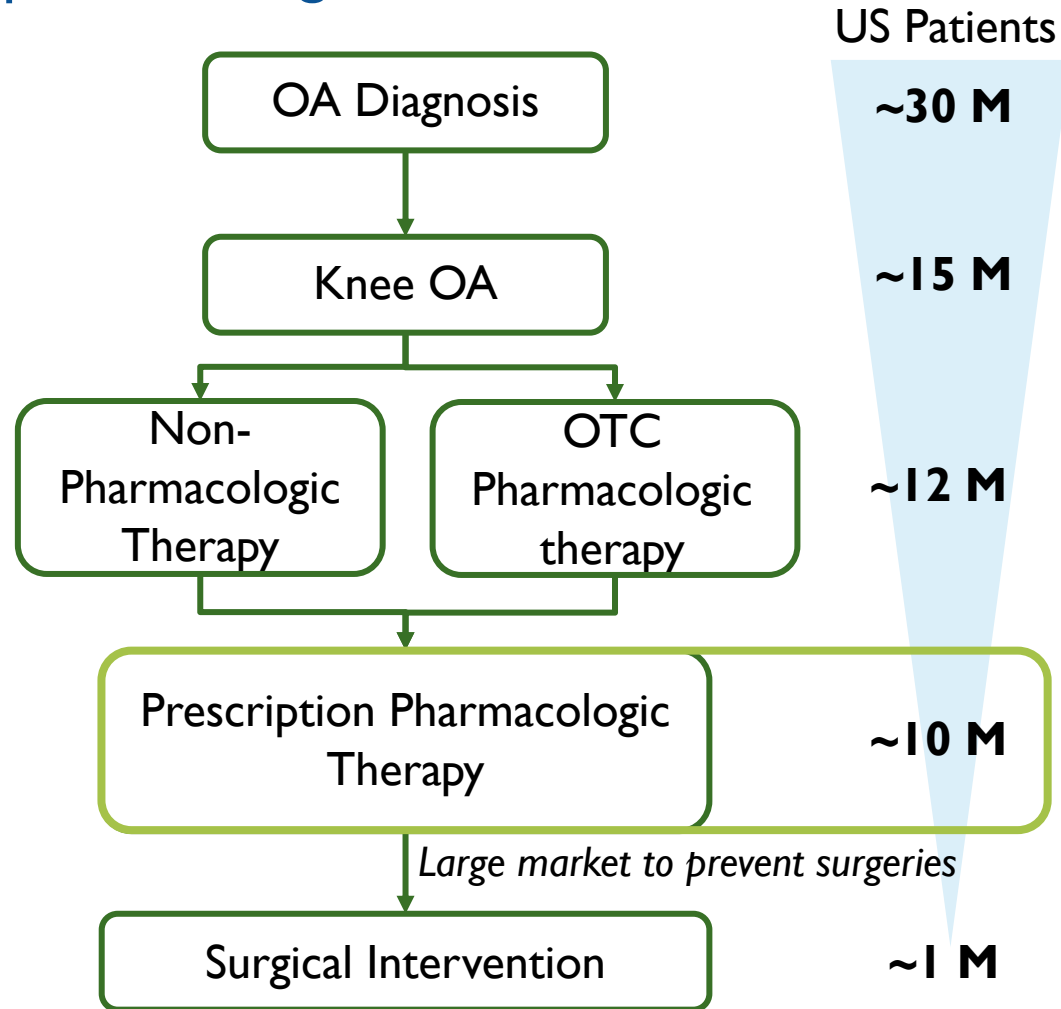 US Patients
OA Diagnosis
~30 M
Knee OA
~15 M
Non-
Pharmacologic
Therapy
OTC
Pharmacologic
therapy
~12 M
Prescription Pharmacologic
Therapy
~10 M
Large market to prevent surgeries
Surgical Intervention
~1 M